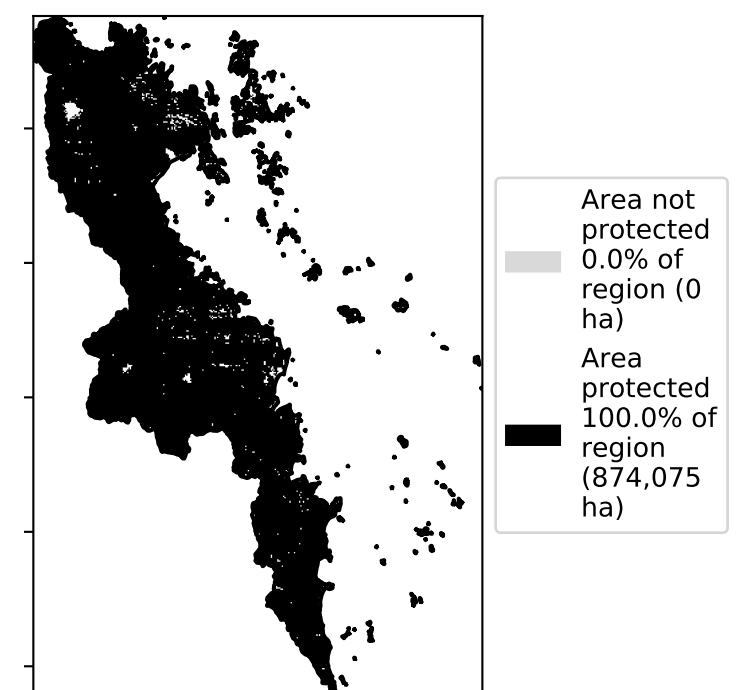 Area not
protected
0.0% of
region (0
ha)
Area
protected
100.0% of
region
(874,075
ha)